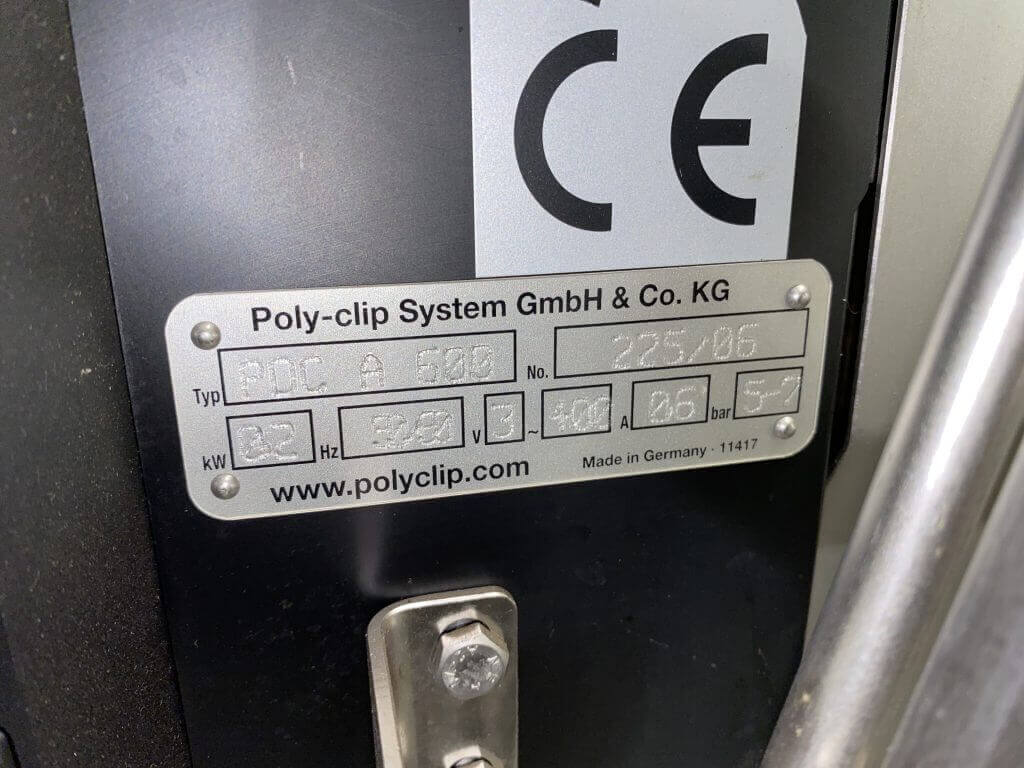 CE
Poly-clip System GmbH & Co. KG
Typ PDC A 600 No. 225/06
kW 0,2 Hz 50/60 V 3 ~ 400 A 0,6 bar 5-7
www.polyclip.com Made in Germany · 11417